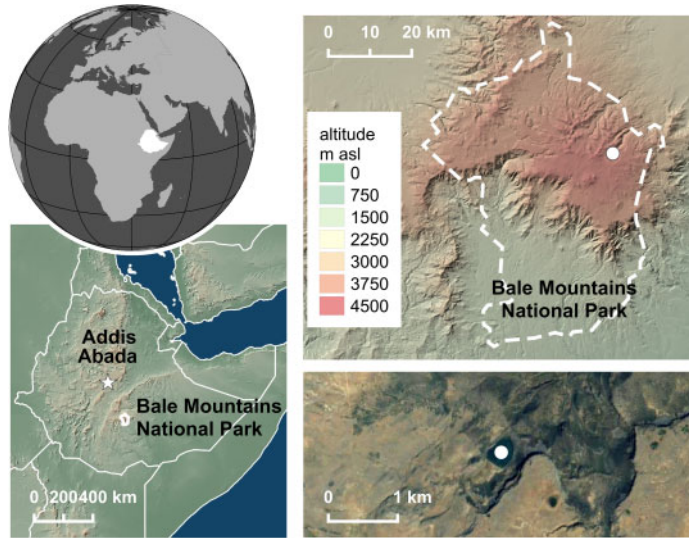 0 10 20 km
altitude
m asl
0
750
1500
2250
3000
3750
4500
Bale Mountains
National Park
Addis
Abada
Bale Mountains
National Park
0 200400 km
0 1 km